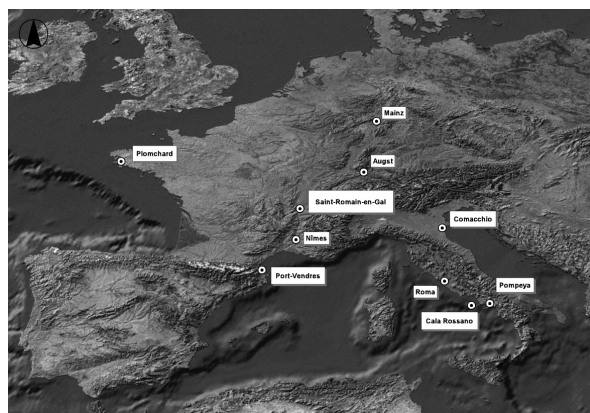 Mainz
Plomchard
Augst
Saint-Romain-en-Gal
Comacchio
Nîmes
Port-Vendres
Roma
Pompeya
Cala Rossano